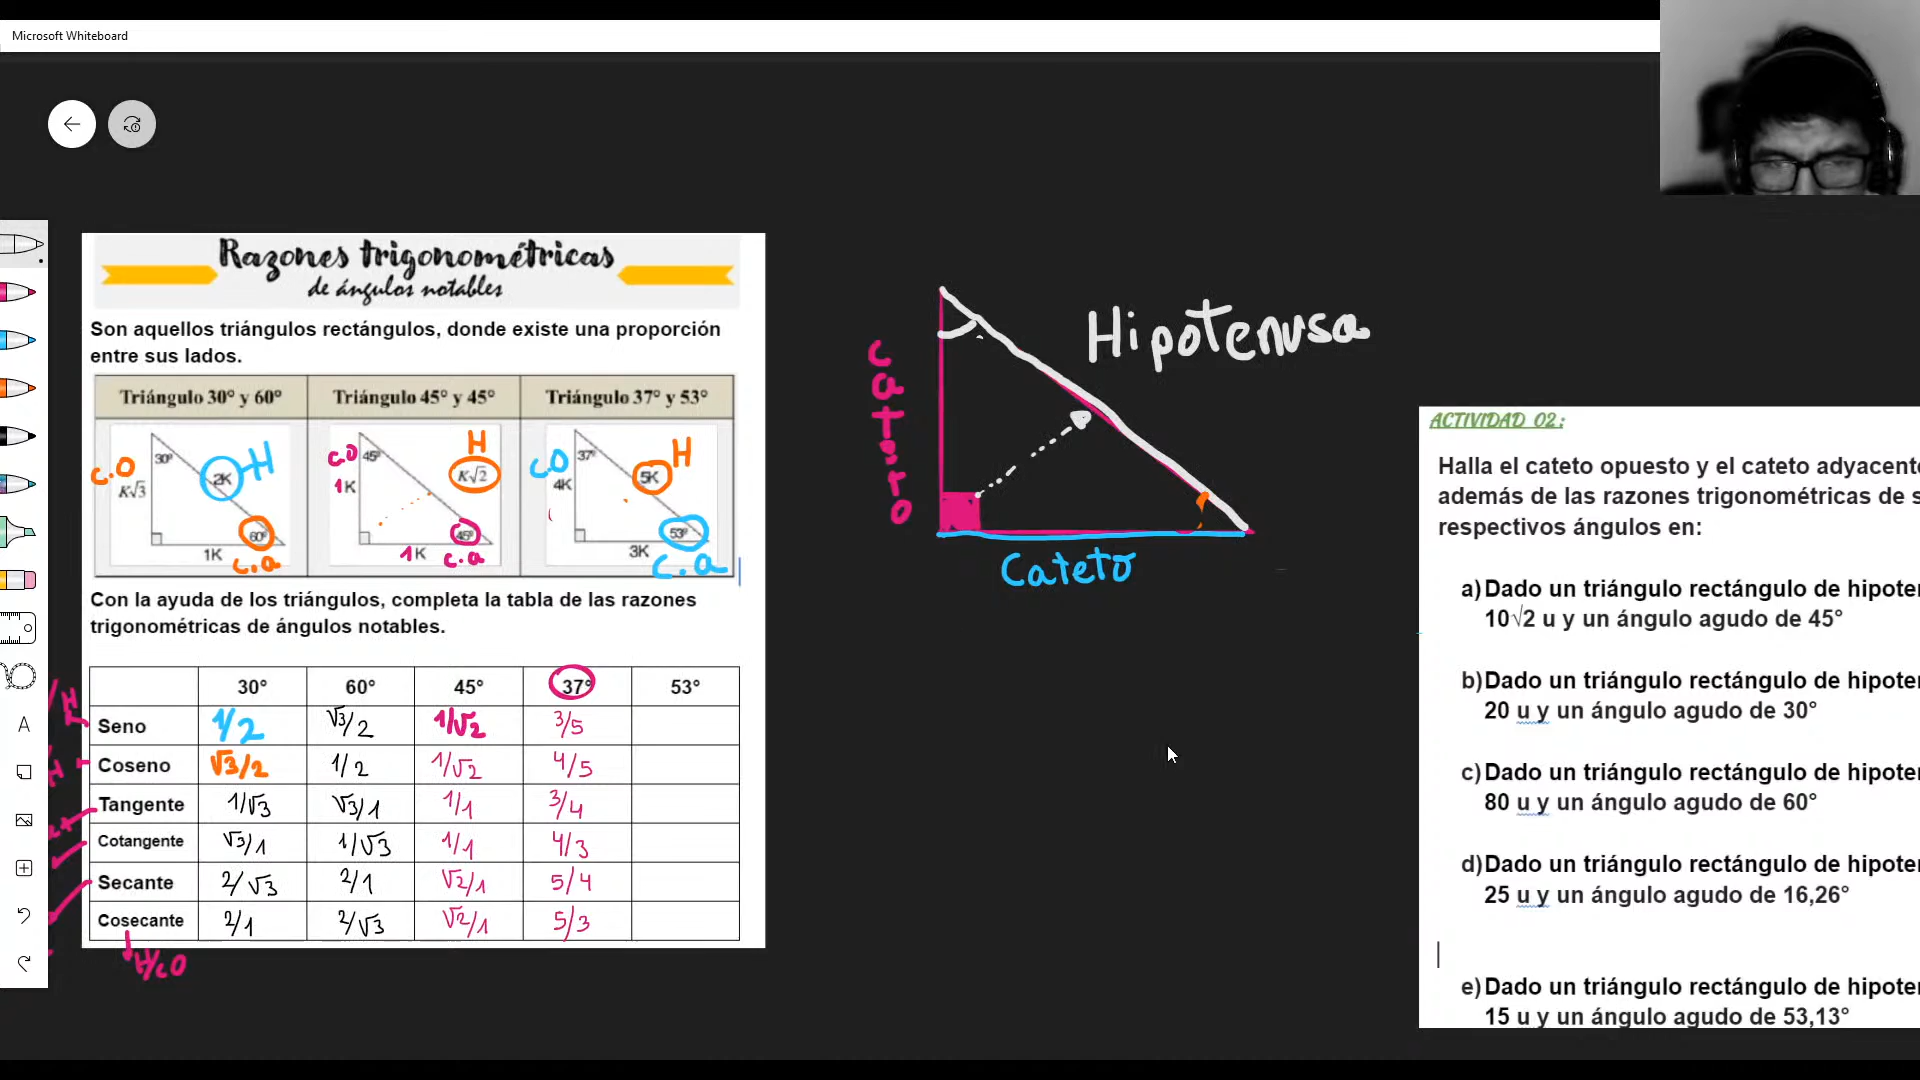 Microsoft Whiteboard
Razones trigonométricas
de ángulos notables
Son aquellos triángulos rectángulos, donde existe una proporción
entre sus lados.
Triángulo 30° y 60° Triángulo 45° y 45° Triángulo 37° y 53°
C.O 30° K√3 2K H 60° 1K C.a
C.O 45° 1K H K√2 45° 1K C.a
C.O 37° 4K 5K H 53° 3K C.a
Con la ayuda de los triángulos, completa la tabla de las razones
trigonométricas de ángulos notables.
30° 60° 45° 37° 53°
Seno 1/2 √3/2 1/√2 3/5
Coseno √3/2 1/2 1/√2 4/5
Tangente 1/√3 √3/1 1/1 3/4
Cotangente √3/1 1/√3 1/1 4/3
Secante 2/√3 2/1 √2/1 5/4
Cosecante 2/1 2/√3 √2/1 5/3
H/CO
Hipotenusa
Cateto
Cateto
ACTIVIDAD 02:
Halla el cateto opuesto y el cateto adyacent
además de las razones trigonométricas de s
respectivos ángulos en:
a) Dado un triángulo rectángulo de hipote
10√2 u y un ángulo agudo de 45°
b) Dado un triángulo rectángulo de hipote
20 u y un ángulo agudo de 30°
c) Dado un triángulo rectángulo de hipote
80 u y un ángulo agudo de 60°
d) Dado un triángulo rectángulo de hipote
25 u y un ángulo agudo de 16,26°
e) Dado un triángulo rectángulo de hipote
15 u y un ángulo agudo de 53,13°